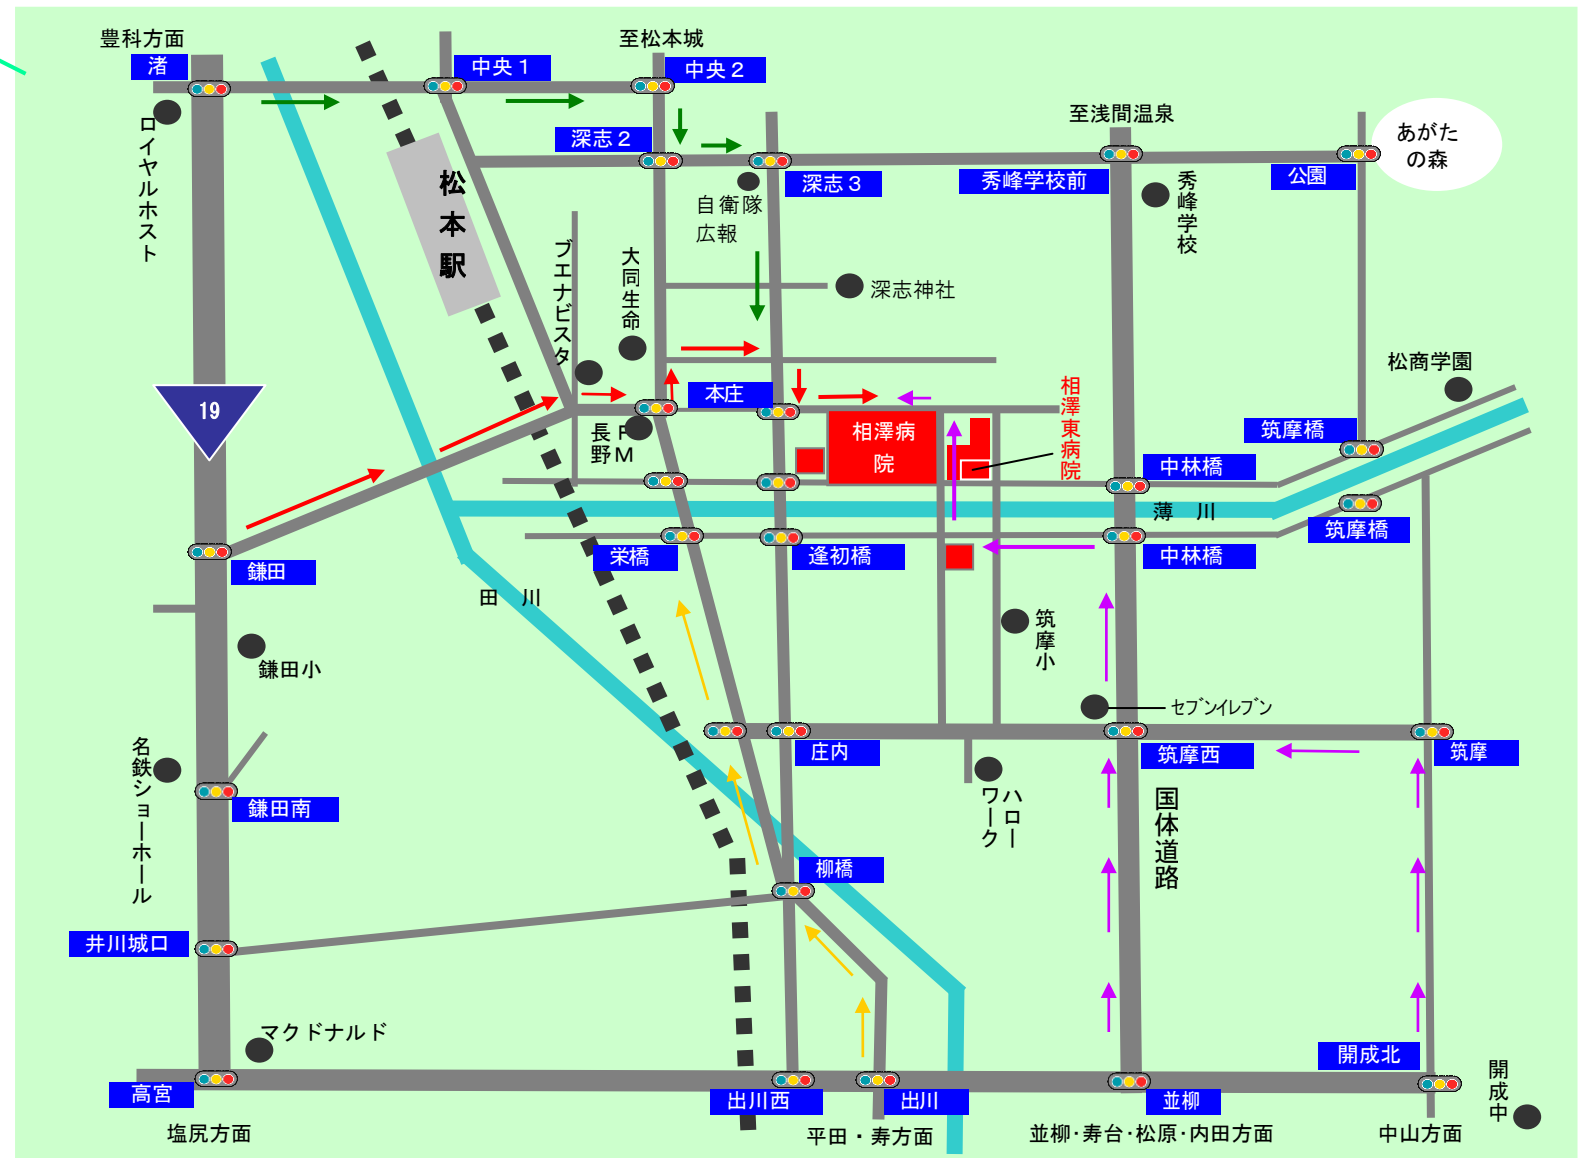 豊科方面
渚
至松本城
中央１
中央２
至浅間温泉
あがた
の森
深志２
深志３
秀峰学校前
公園
ロイヤルホスト
松本駅
自衛隊
広報
秀峰学校
ブエナビスタ
大同生命
深志神社
松商学園
19
本庄
相澤東病院
筑摩橋
長野
ＦＭ
相澤病
院
中林橋
薄　川
筑摩橋
鎌田
栄橋
逢初橋
中林橋
田　川
筑摩小
鎌田小
セブンイレブン
名鉄ショーホール
庄内
筑摩西
筑摩
鎌田南
ハロー
ワーク
国体道路
柳橋
井川城口
マクドナルド
開成北
開成中
高宮
出川西
出川
並柳
塩尻方面
平田・寿方面
並柳･寿台･松原･内田方面
中山方面